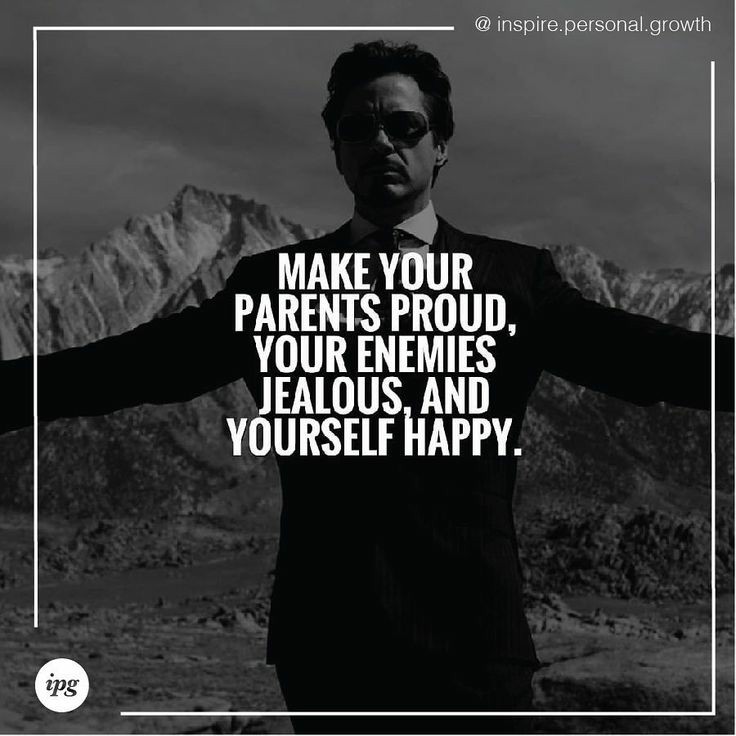 @ inspire.personal.growth
MAKE YOUR
PARENTS PROUD,
YOUR ENEMIES
JEALOUS, AND
YOURSELF HAPPY.
ipg